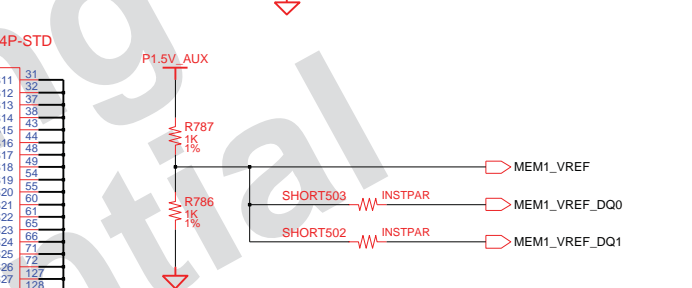 4P-STD
P1.5V_AUX
R787
1K
1%
R786
1K
1%
SHORT503
INSTPAR
SHORT502
INSTPAR
MEM1_VREF
MEM1_VREF_DQ0
MEM1_VREF_DQ1
11 31
12 32
13 37
14 38
15 43
16 44
17 48
18 49
19 54
20 55
21 60
22 61
23 65
24 66
25 71
26 72
27 127
128
ng
ntial